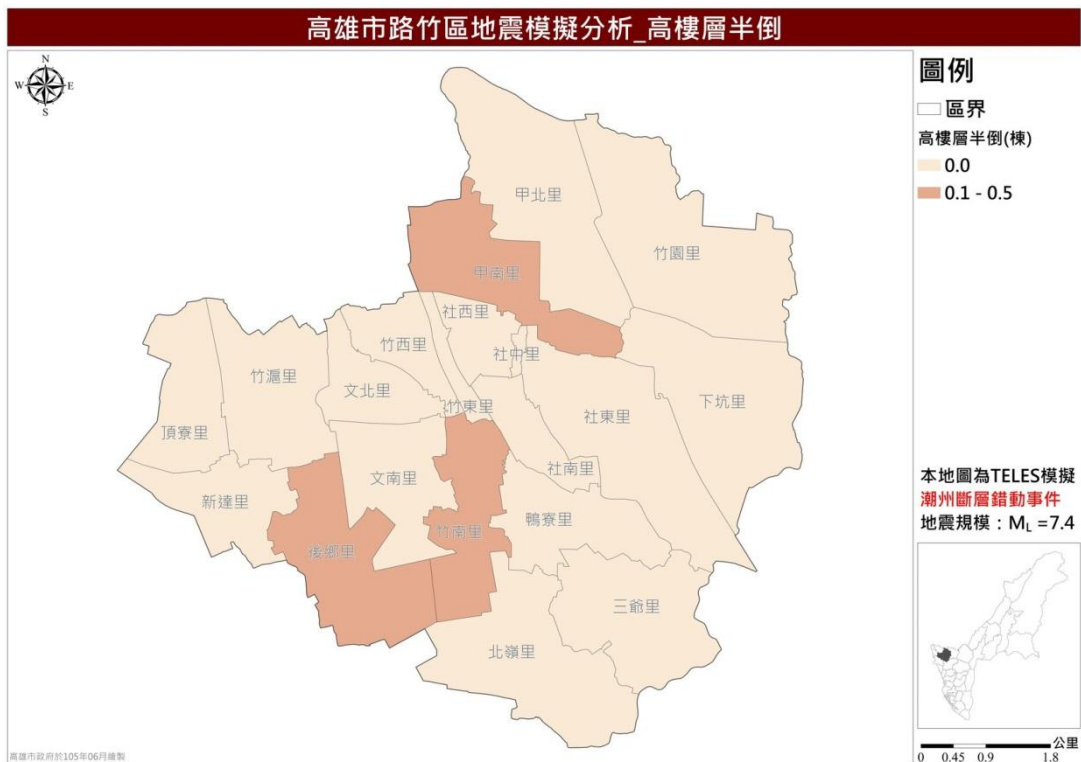 高雄市路竹區地震模擬分析_高樓層半倒
N
W
E
S
圖例
區界
高樓層半倒(棟)
0.0
0.1 - 0.5
甲北里
竹園里
甲南里
社西里
竹西里
社中里
竹滬里
文北里
竹東里
社東里
下坑里
頂寮里
社南里
文南里
新達里
鴨寮里
竹南里
後鄉里
三爺里
北嶺里
本地圖為TELES模擬
潮州斷層錯動事件
地震規模：ML =7.4
公里
0 0.45 0.9 1.8
高雄市政府於105年06月繪製